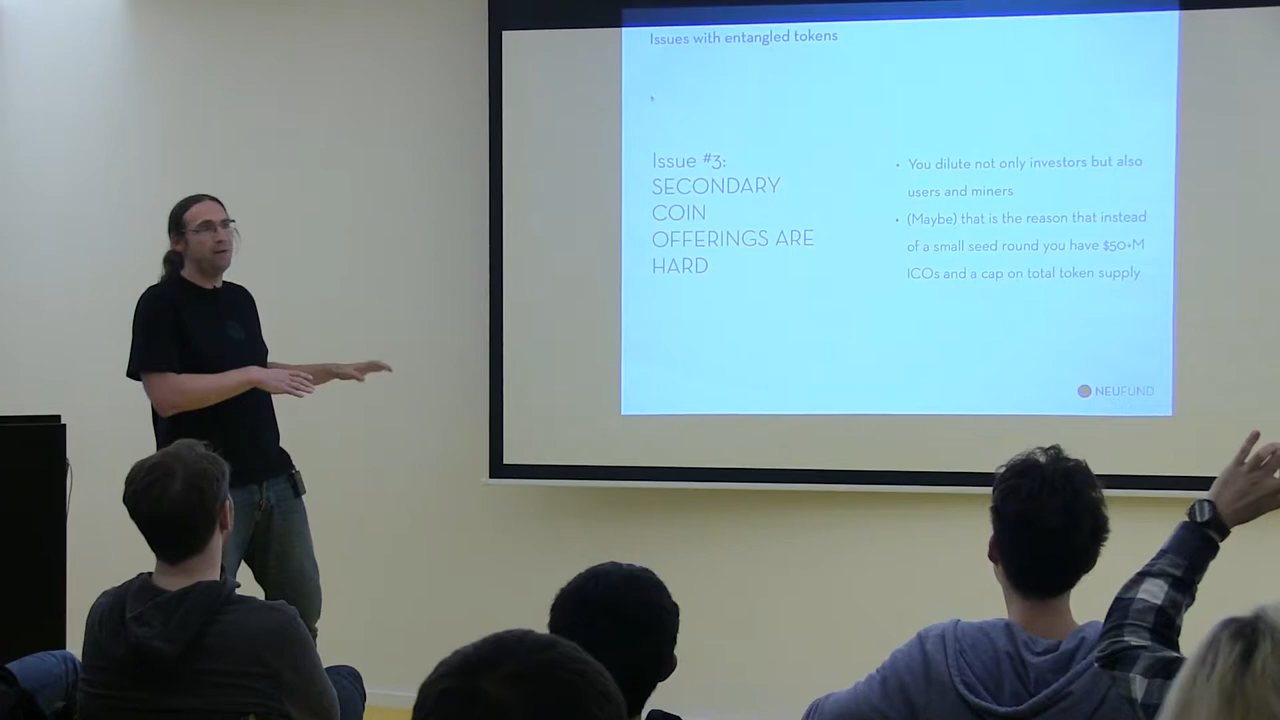 Issues with entangled tokens
Issue #3:
SECONDARY
COIN
OFFERINGS ARE
HARD
• You dilute not only investors but also
users and miners
• (Maybe) that is the reason that instead
of a small seed round you have $50+M
ICOs and a cap on total token supply
NEUFUND